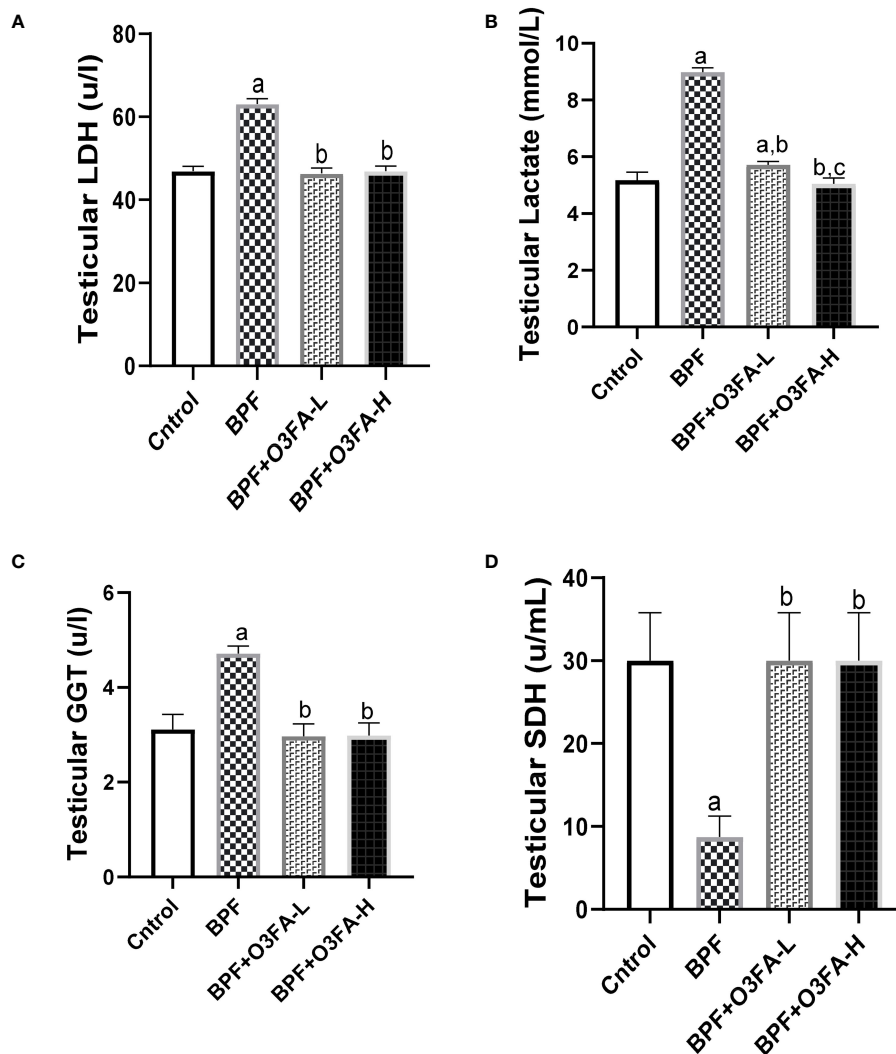 A
Testicular LDH (u/l)
80
60
40
20
0
a
b
b
Cntrol
BPF
BPF+O3FA-L
BPF+O3FA-H
B
Testicular Lactate (mmol/L)
10
8
6
4
2
0
a
a,b
b,c
Cntrol
BPF
BPF+O3FA-L
BPF+O3FA-H
C
Testicular GGT (u/l)
6
4
2
0
a
b
b
Cntrol
BPF
BPF+O3FA-L
BPF+O3FA-H
D
Testicular SDH (u/mL)
40
30
20
10
0
a
b
b
Cntrol
BPF
BPF+O3FA-L
BPF+O3FA-H